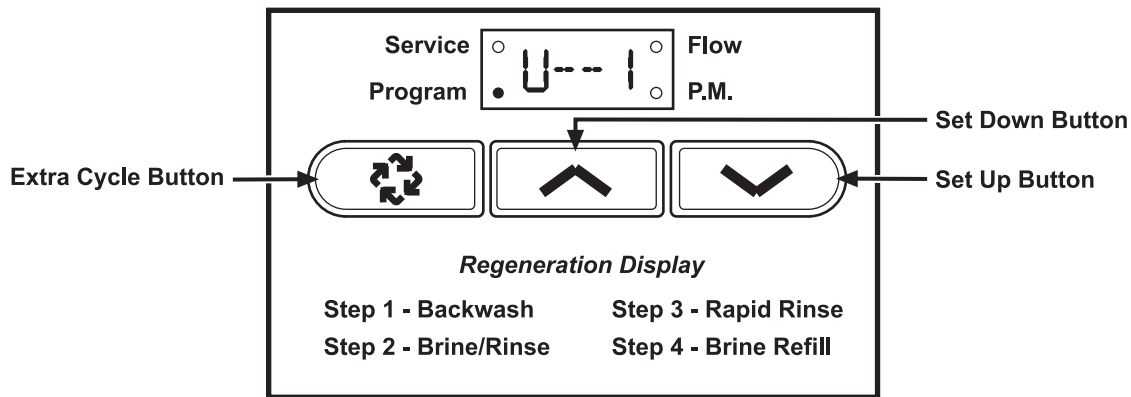 Service
Flow
U--- 1
Program
P.M.
Set Down Button
Extra Cycle Button
Set Up Button
Regeneration Display
Step 1 - Backwash
Step 3 - Rapid Rinse
Step 2 - Brine/Rinse
Step 4 - Brine Refill